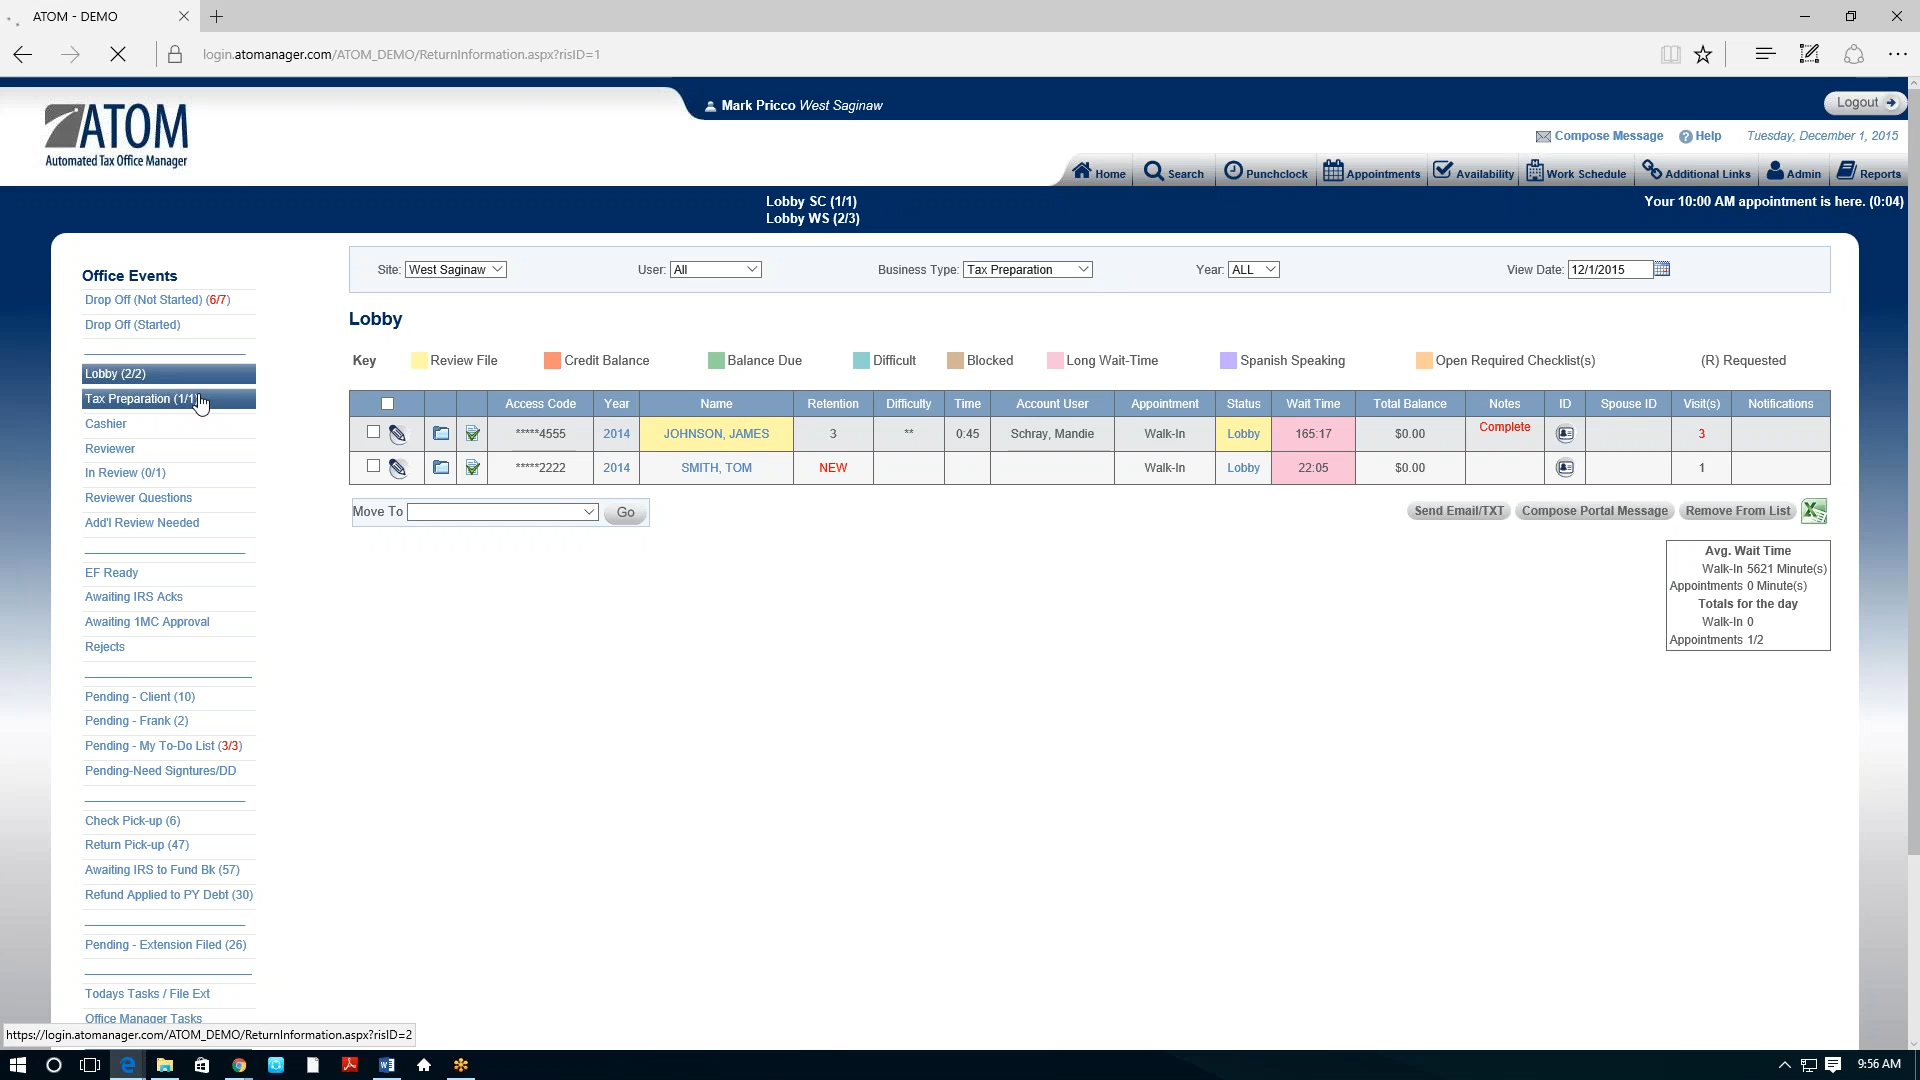 ATOM - DEMO
login.atomanager.com/ATOM_DEMO/ReturnInformation.aspx?risID=1
ATOM
Automated Tax Office Manager
Mark Pricco West Saginaw
Logout
Compose Message
Help
Tuesday, December 1, 2015
Home
Search
Punchclock
Appointments
Availability
Work Schedule
Additional Links
Admin
Reports
Lobby SC (1/1)
Lobby WS (2/3)
Your 10:00 AM appointment is here. (0:04)
Office Events
Drop Off (Not Started) (6/7)
Drop Off (Started)
Lobby (2/2)
Tax Preparation (1/1)
Cashier
Reviewer
In Review (0/1)
Reviewer Questions
Add'l Review Needed
EF Ready
Awaiting IRS Acks
Awaiting 1MC Approval
Rejects
Pending - Client (10)
Pending - Frank (2)
Pending - My To-Do List (3/3)
Pending-Need Signtures/DD
Check Pick-up (6)
Return Pick-up (47)
Awaiting IRS to Fund Bk (57)
Refund Applied to PY Debt (30)
Pending - Extension Filed (26)
Todays Tasks / File Ext
Office Manager Tasks
Site: West Saginaw User: All Business Type: Tax Preparation Year: ALL View Date: 12/1/2015
Lobby
Key Review File Credit Balance Balance Due Difficult Blocked Long Wait-Time Spanish Speaking Open Required Checklist(s) (R) Requested
Access Code Year Name Retention Difficulty Time Account User Appointment Status Wait Time Total Balance Notes ID Spouse ID Visit(s) Notifications
*****4555 2014 JOHNSON, JAMES 3 ** 0:45 Schray, Mandie Walk-In Lobby 165:17 $0.00 Complete 3
*****2222 2014 SMITH, TOM NEW Walk-In Lobby 22:05 $0.00 1
Move To Go
Send Email/TXT Compose Portal Message Remove From List
Avg. Wait Time
Walk-In 5621 Minute(s)
Appointments 0 Minute(s)
Totals for the day
Walk-In 0
Appointments 1/2
https://login.atomanager.com/ATOM_DEMO/ReturnInformation.aspx?risID=2
9:56 AM